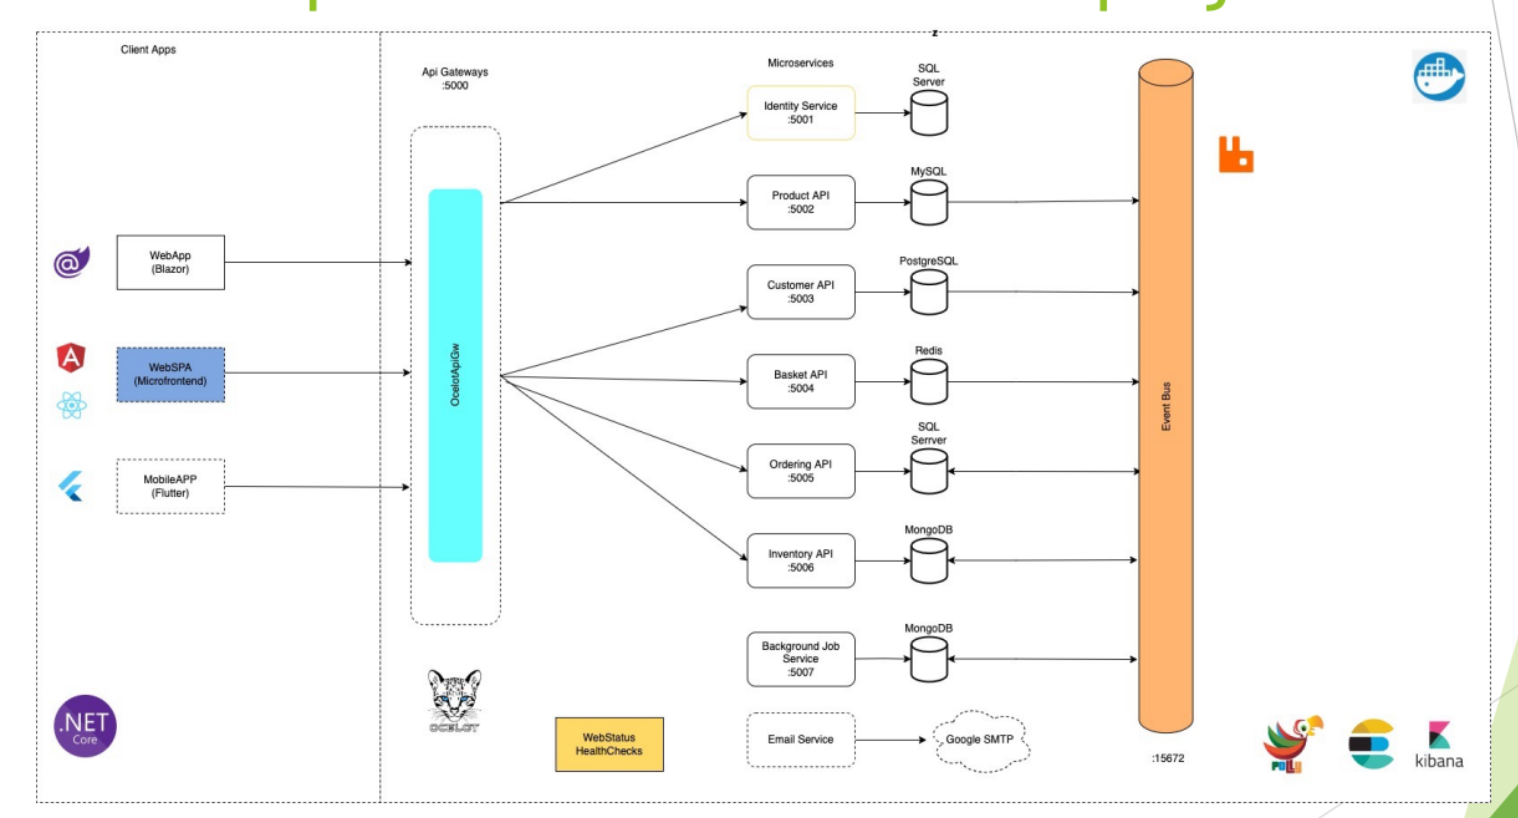 z
Client Apps
Api Gateways
:5000
Microservices
SQL
Server
Identity Service
:5001
MySQL
Product API
:5002
WebApp
(Blazor)
PostgreSQL
Customer API
:5003
WebSPA
(Microfrontend)
OcelotApiGw
Redis
Basket API
:5004
Event Bus
SQL
Serrver
Ordering API
:5005
MobileAPP
(Flutter)
MongoDB
Inventory API
:5006
MongoDB
Background Job
Service
:5007
.NET
Core
OCELOT
WebStatus
HealthChecks
Email Service
Google SMTP
:15672
POLLY
kibana